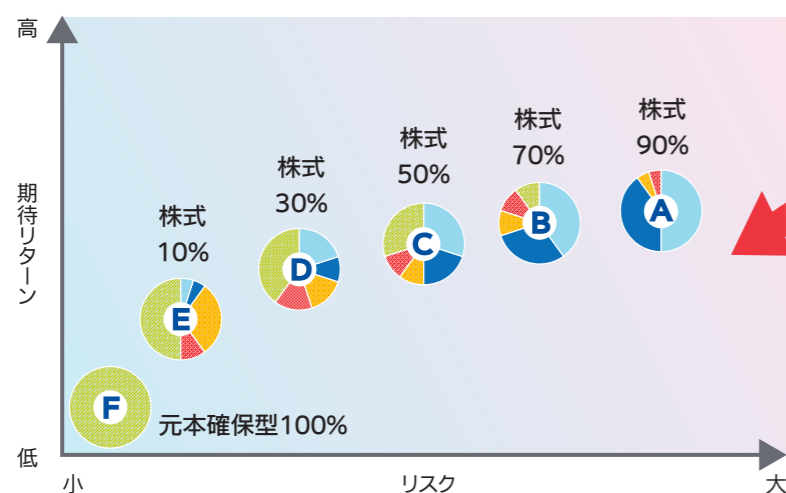 高
株式
90%
株式
70%
株式
50%
株式
30%
株式
10%
A
B
C
D
E
F
元本確保型100%
期待リターン
低
小
リスク
大